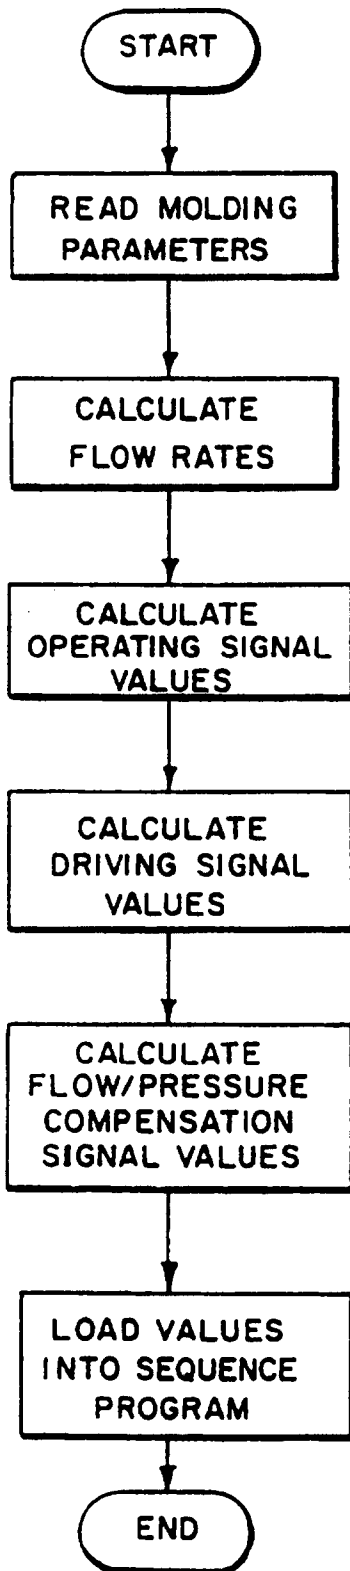 START
READ MOLDING
PARAMETERS
CALCULATE
FLOW RATES
CALCULATE
OPERATING SIGNAL
VALUES
CALCULATE
DRIVING SIGNAL
VALUES
CALCULATE
FLOW/PRESSURE
COMPENSATION
SIGNAL VALUES
LOAD VALUES
INTO SEQUENCE
PROGRAM
END